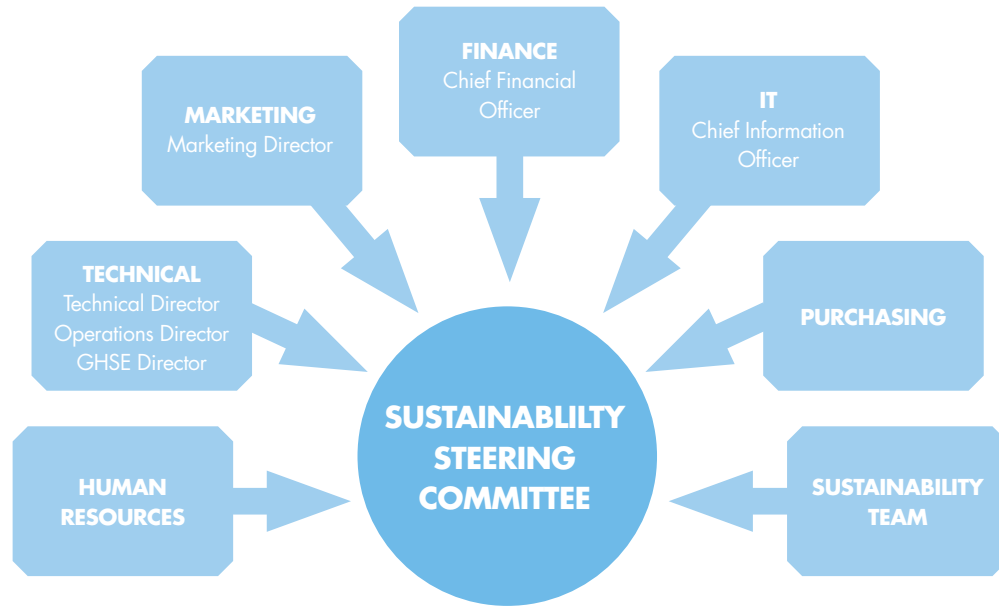 FINANCE
Chief Financial
Officer
MARKETING
Marketing Director
IT
Chief Information
Officer
TECHNICAL
Technical Director
Operations Director
GHSE Director
PURCHASING
SUSTAINABLILTY
STEERING
COMMITTEE
HUMAN
RESOURCES
SUSTAINABILITY
TEAM